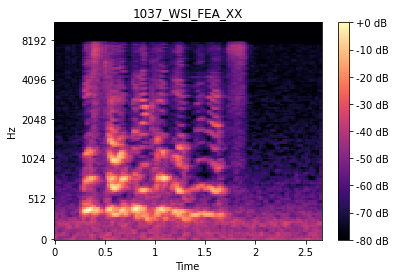 1037_WSI_FEA_XX
+0 dB
8192
-10 dB
4096
-20 dB
-30 dB
2048
Hz
-40 dB
1024
-50 dB
512
-60 dB
-70 dB
0
-80 dB
0 0.5 1 1.5 2 2.5
Time